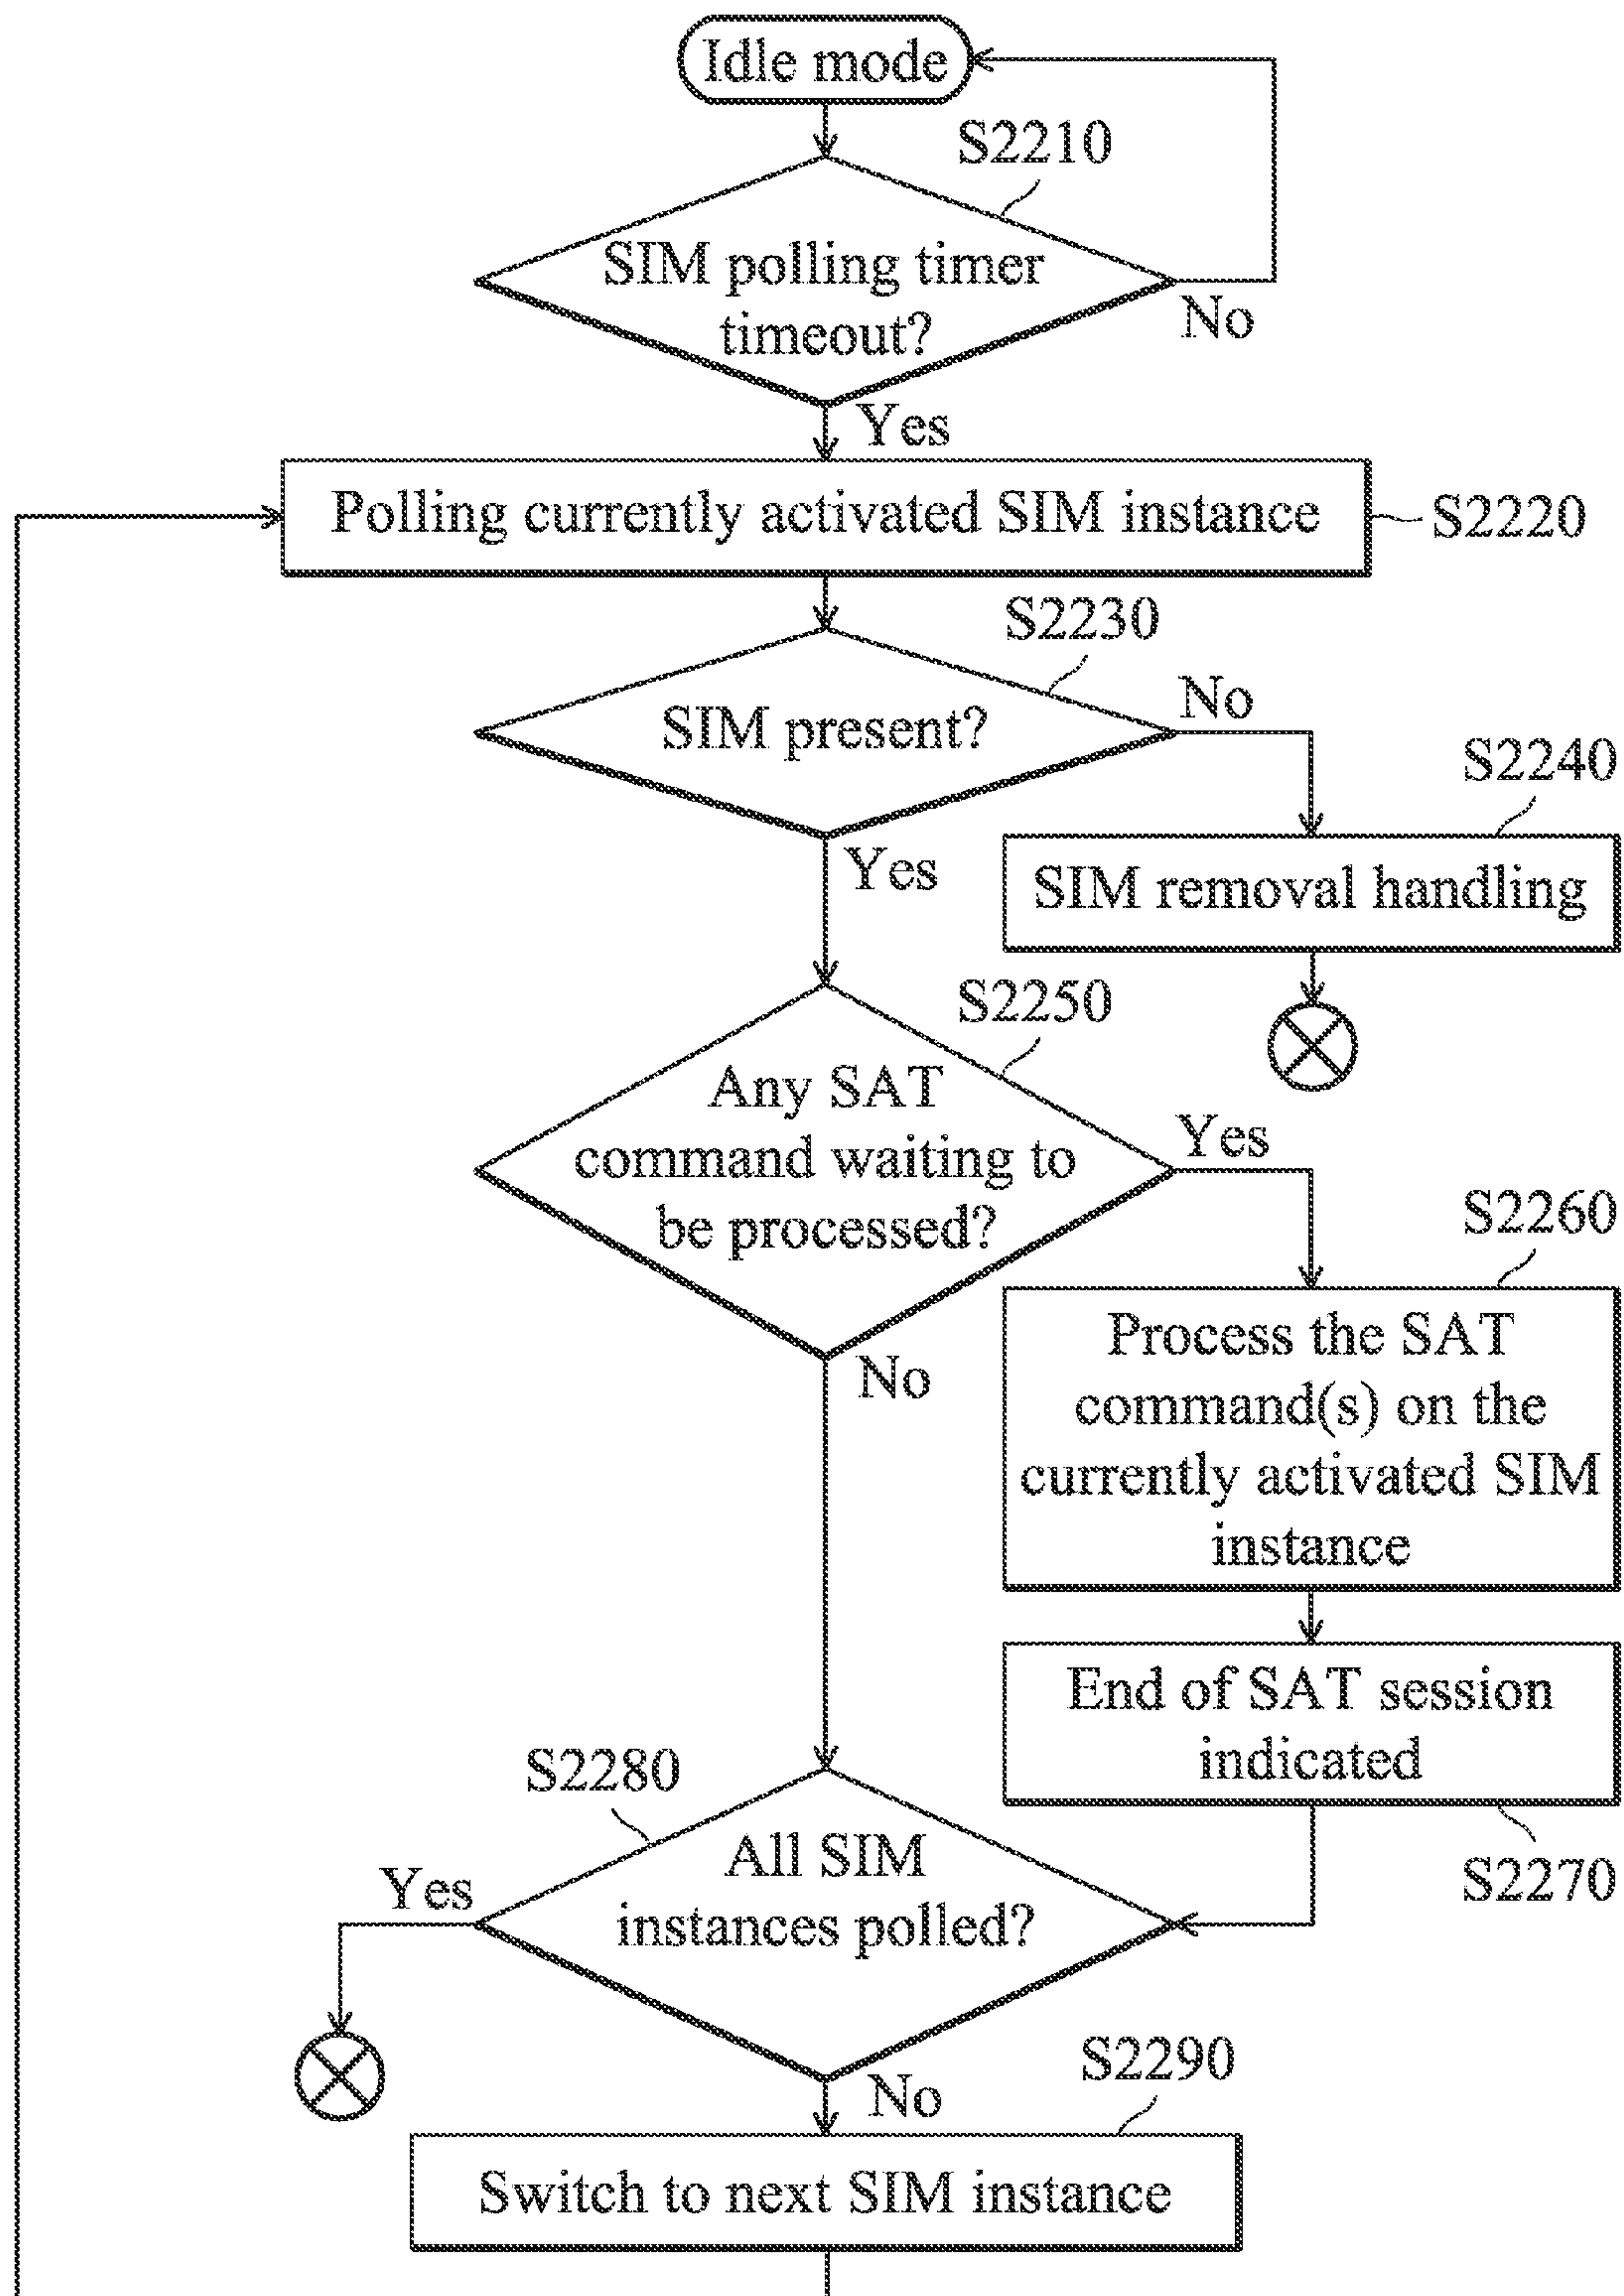 Idle mode
S2210
SIM polling timer
timeout?
No
Yes
Polling currently activated SIM instance
S2220
S2230
SIM present?
No
S2240
Yes
SIM removal handling
S2250
Any SAT
command waiting to
be processed?
Yes
S2260
No
Process the SAT
command(s) on the
currently activated SIM
instance
End of SAT session
indicated
S2270
S2280
All SIM
instances polled?
Yes
No
S2290
Switch to next SIM instance